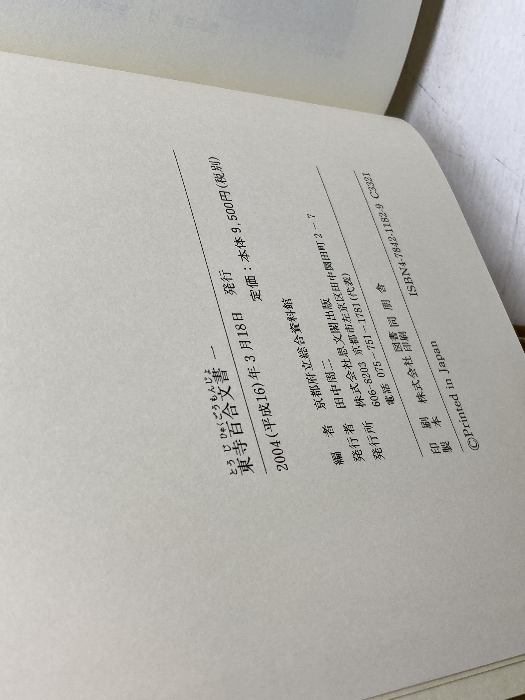 とうじひゃくごうもんじょ
東寺百合文書 一
2004(平成16)年3月18日 発行
定価：本体9,500円(税別)
編者 京都府立総合資料館
発行者 田中周二
発行所 株式会社思文閣出版
606-8203 京都市左京区田中関田町2-7
電話 075-751-1781(代表)
印刷 製本 株式会社 図書印刷 同朋舎
©Printed in Japan
ISBN4-7842-1182-9 C3321